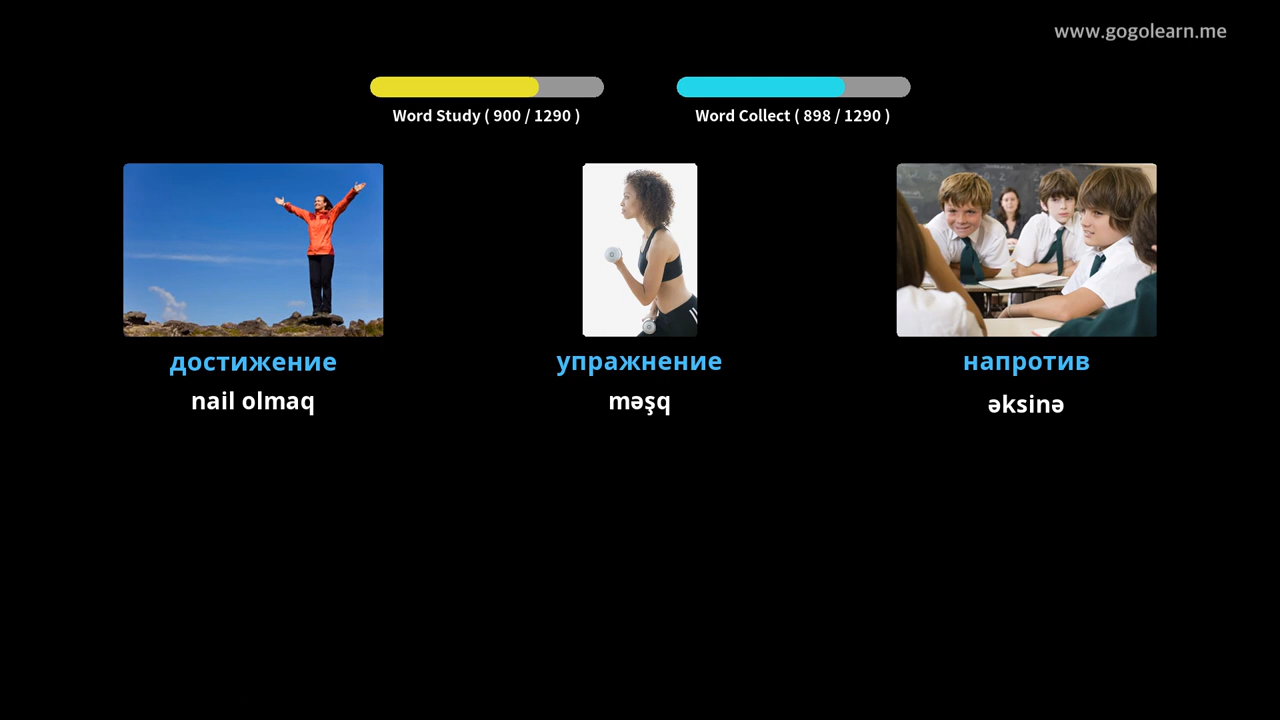 www.gogolearn.me
Word Study ( 900 / 1290 )
Word Collect ( 898 / 1290 )
достижение
nail olmaq
упражнение
məşq
напротив
əksinə